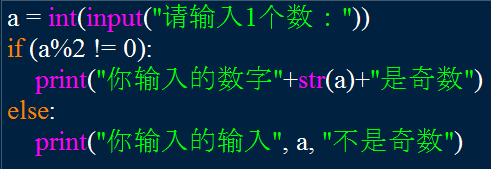 a = int(input("请输入1个数："))
if (a%2 != 0):
print("你输入的数字"+str(a)+"是奇数")
else:
print("你输入的输入", a, "不是奇数")